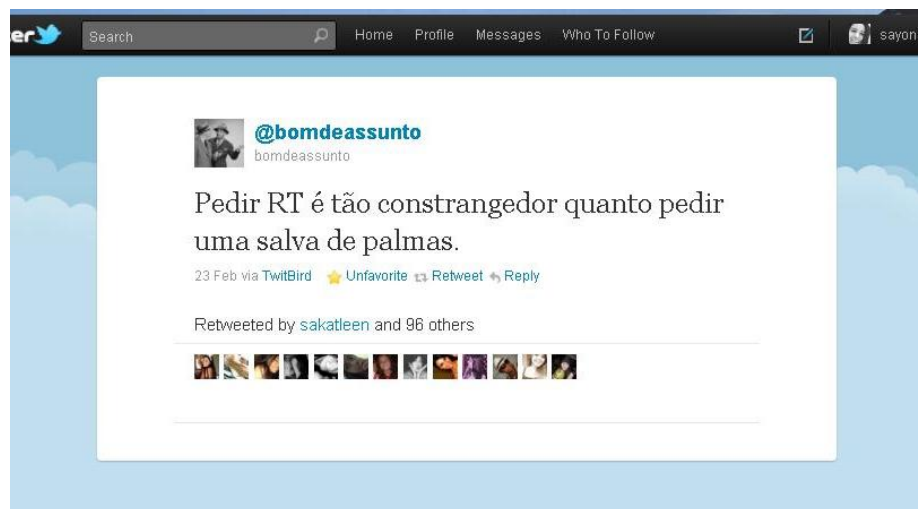 er
Search Home Profile Messages Who To Follow sayon
@bomdeassunto
bomdeassunto
Pedir RT é tão constrangedor quanto pedir
uma salva de palmas.
23 Feb via TwitBird Unfavorite Retweet Reply
Retweeted by sakatleen and 96 others